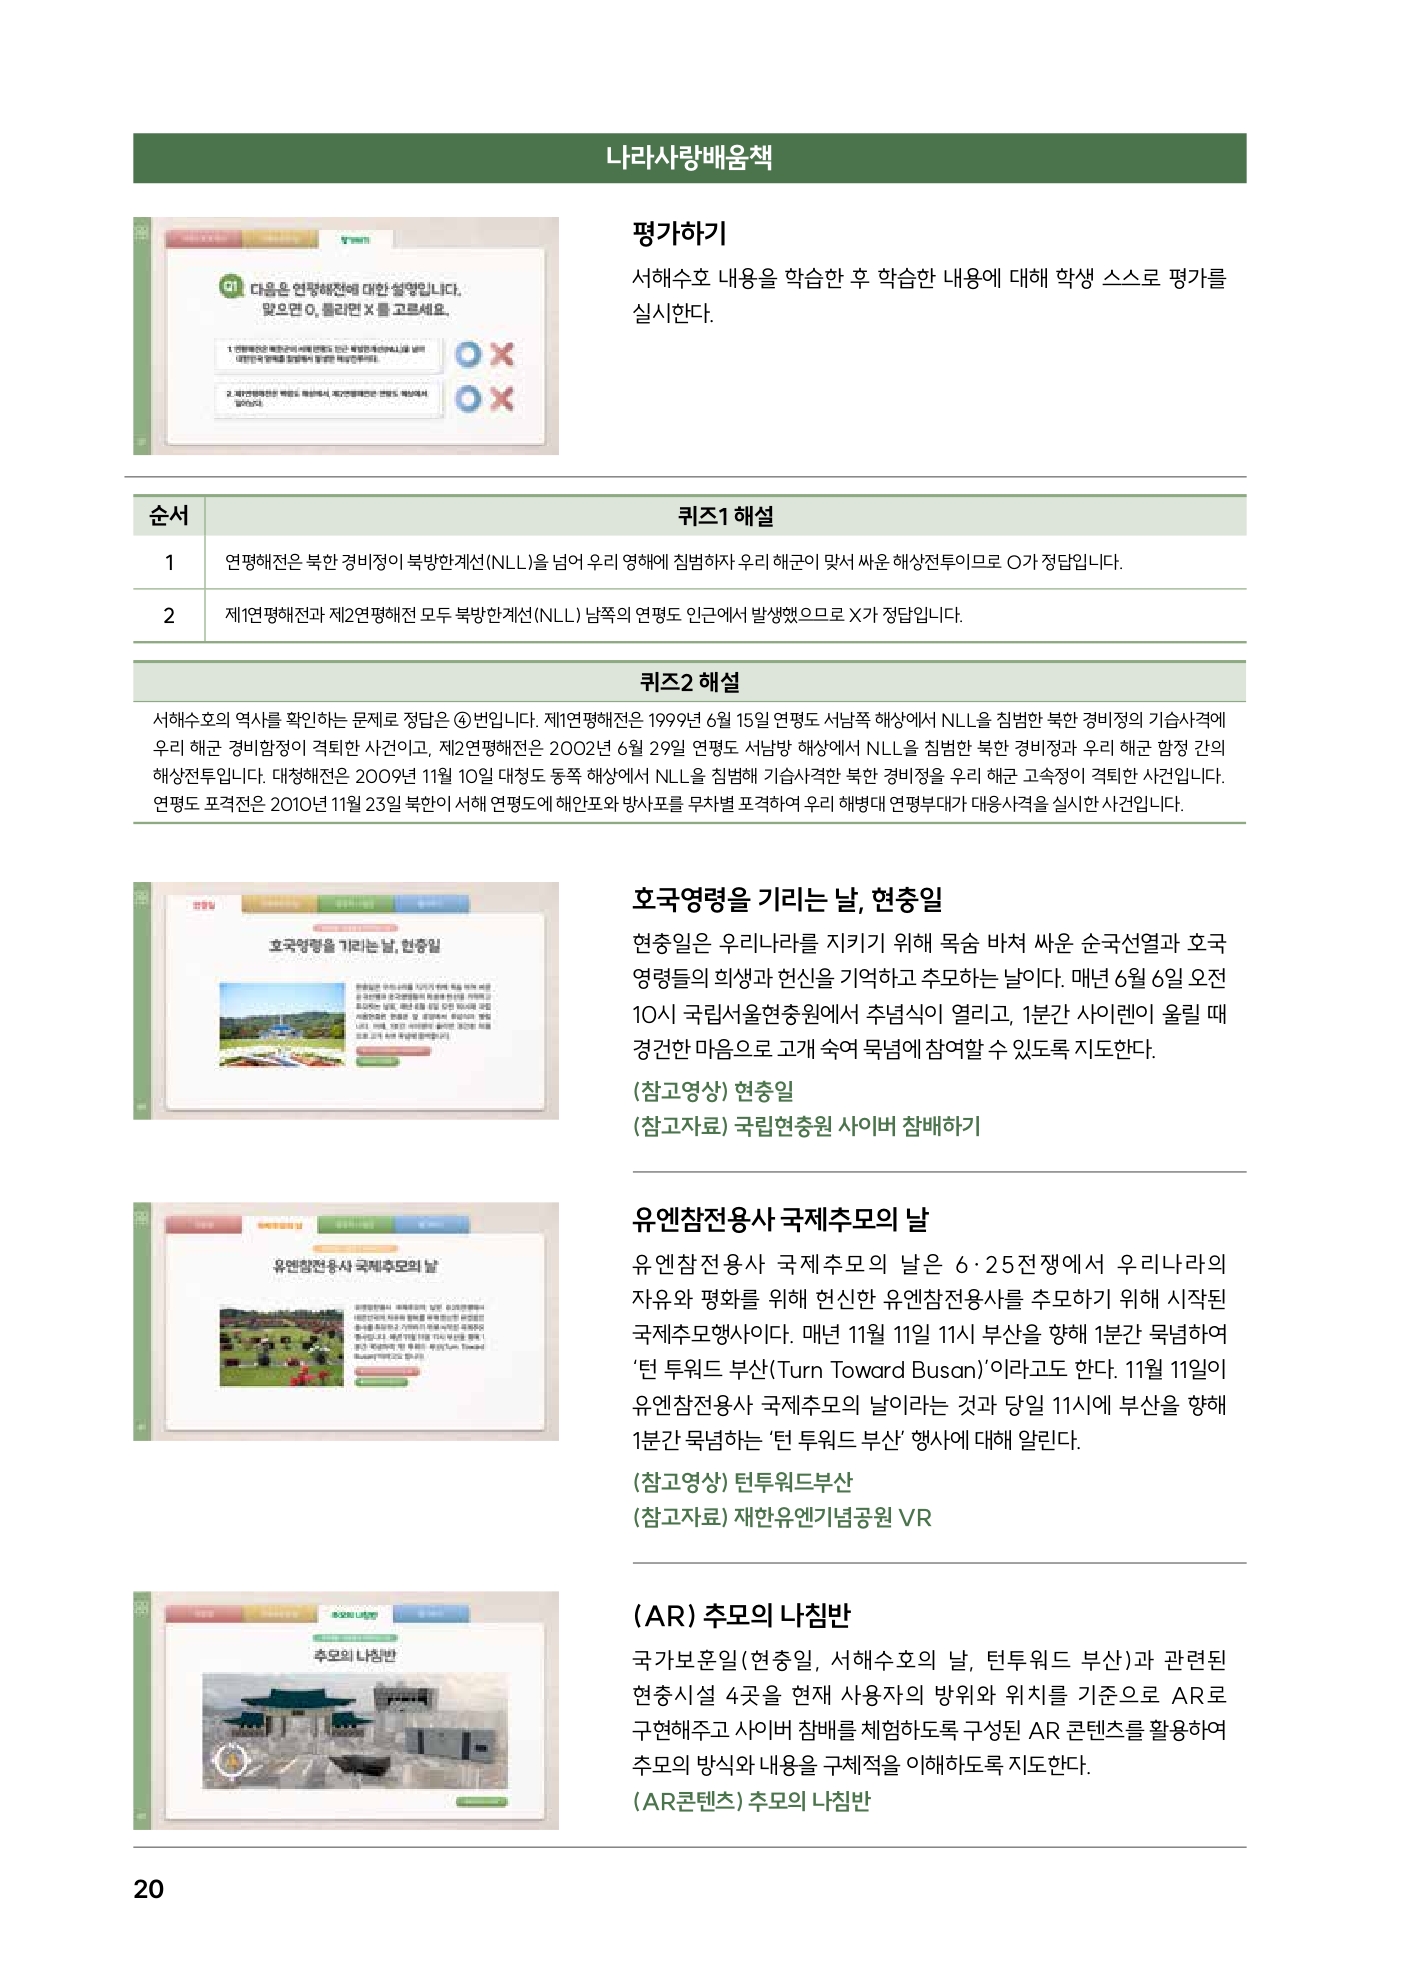 나라사랑배움책
평가하기
Q1 다음은 연평해전에 대한 설명입니다.
맞으면 O, 틀리면 X 를 고르세요.
평가하기
서해수호 내용을 학습한 후 학습한 내용에 대해 학생 스스로 평가를
실시한다.
순서 퀴즈1 해설
1 연평해전은 북한 경비정이 북방한계선(NLL)을 넘어 우리 영해에 침범하자 우리 해군이 맞서 싸운 해상전투이므로 O가 정답입니다.
2 제1연평해전과 제2연평해전 모두 북방한계선(NLL) 남쪽의 연평도 인근에서 발생했으므로 X가 정답입니다.
퀴즈2 해설
서해수호의 역사를 확인하는 문제로 정답은 ④번입니다. 제1연평해전은 1999년 6월 15일 연평도 서남쪽 해상에서 NLL을 침범한 북한 경비정의 기습사격에
우리 해군 경비함정이 격퇴한 사건이고, 제2연평해전은 2002년 6월 29일 연평도 서남방 해상에서 NLL을 침범한 북한 경비정과 우리 해군 함정 간의
해상전투입니다. 대청해전은 2009년 11월 10일 대청도 동쪽 해상에서 NLL을 침범해 기습사격한 북한 경비정을 우리 해군 고속정이 격퇴한 사건입니다.
연평도 포격전은 2010년 11월 23일 북한이 서해 연평도에 해안포와 방사포를 무차별 포격하여 우리 해병대 연평부대가 대응사격을 실시한 사건입니다.
현충일
호국영령을 기리는 날, 현충일
호국영령을 기리는 날, 현충일
현충일은 우리나라를 지키기 위해 목숨 바쳐 싸운 순국선열과 호국
영령들의 희생과 헌신을 기억하고 추모하는 날이다. 매년 6월 6일 오전
10시 국립서울현충원에서 추념식이 열리고, 1분간 사이렌이 울릴 때
경건한 마음으로 고개 숙여 묵념에 참여할 수 있도록 지도한다.
(참고영상) 현충일
(참고자료) 국립현충원 사이버 참배하기
유엔참전용사 국제추모의 날
유엔참전용사 국제추모의 날
유엔참전용사 국제추모의 날은 6·25전쟁에서 우리나라의
자유와 평화를 위해 헌신한 유엔참전용사를 추모하기 위해 시작된
국제추모행사이다. 매년 11월 11일 11시 부산을 향해 1분간 묵념하여
‘턴 투워드 부산(Turn Toward Busan)’이라고도 한다. 11월 11일이
유엔참전용사 국제추모의 날이라는 것과 당일 11시에 부산을 향해
1분간 묵념하는 ‘턴 투워드 부산’ 행사에 대해 알린다.
(참고영상) 턴투워드부산
(참고자료) 재한유엔기념공원 VR
추모의 나침반
추모의 나침반
(AR) 추모의 나침반
국가보훈일(현충일, 서해수호의 날, 턴투워드 부산)과 관련된
현충시설 4곳을 현재 사용자의 방위와 위치를 기준으로 AR로
구현해주고 사이버 참배를 체험하도록 구성된 AR 콘텐츠를 활용하여
추모의 방식와 내용을 구체적을 이해하도록 지도한다.
(AR콘텐츠) 추모의 나침반
20